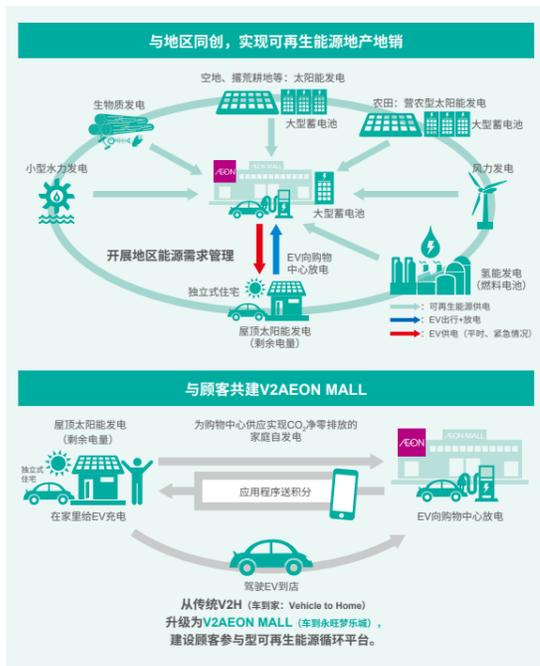 与地区同创，实现可再生能源地产地销
空地、撂荒耕地等：太阳能发电
生物质发电
农田：营农型太阳能发电
大型蓄电池
大型蓄电池
小型水力发电
风力发电
ÆON
ÆON MALL
大型蓄电池
开展地区能源需求管理
EV向购物
中心放电
氢能发电
（燃料电池）
独立式住宅
屋顶太阳能发电
（剩余电量）
：可再生能源供电
：EV出行+放电
：EV供电（平时、紧急情况）
与顾客共建V2AEON MALL
屋顶太阳能发电
（剩余电量）
为购物中心供应实现CO2净零排放的
家庭自发电
ÆON
ÆON MALL
独立式
住宅
应用程序送积分
在家里给EV充电
EV向购物中心放电
驾驶EV到店
从传统V2H（车到家：Vehicle to Home）
升级为V2AEON MALL（车到永旺梦乐城），
建设顾客参与型可再生能源循环平台。